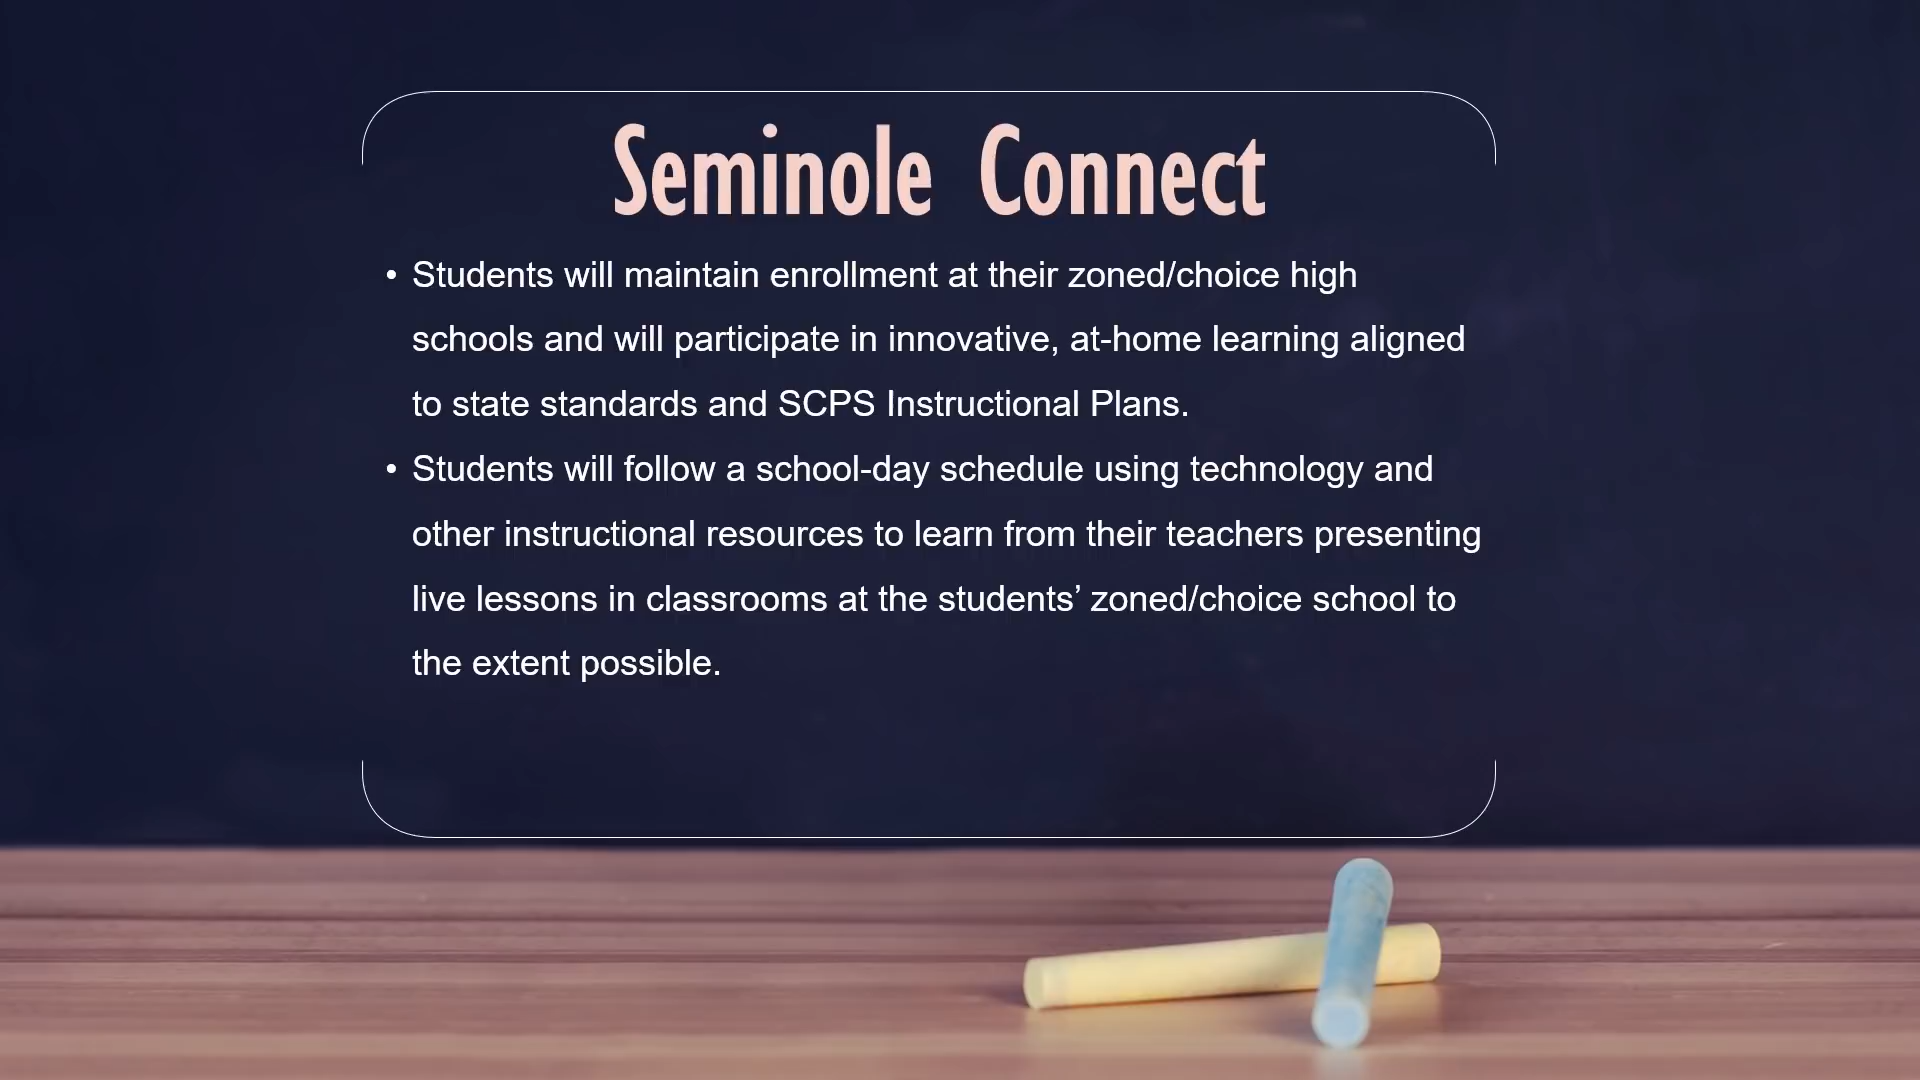 Seminole Connect
• Students will maintain enrollment at their zoned/choice high
schools and will participate in innovative, at-home learning aligned
to state standards and SCPS Instructional Plans.
• Students will follow a school-day schedule using technology and
other instructional resources to learn from their teachers presenting
live lessons in classrooms at the students’ zoned/choice school to
the extent possible.